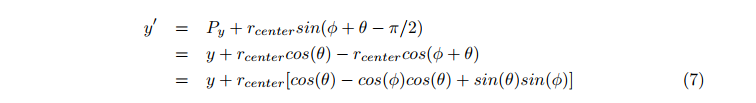 y′ = P_y + r_center sin(ϕ + θ − π/2)
= y + r_center cos(θ) − r_center cos(ϕ + θ)
= y + r_center [cos(θ) − cos(ϕ)cos(θ) + sin(θ)sin(ϕ)] (7)